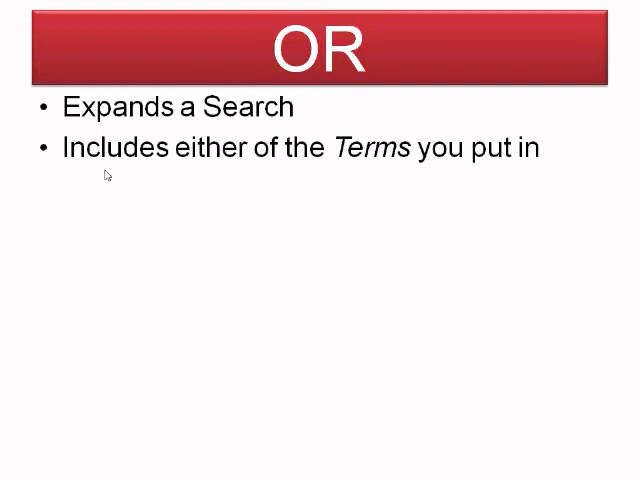 OR
• Expands a Search
• Includes either of the Terms you put in